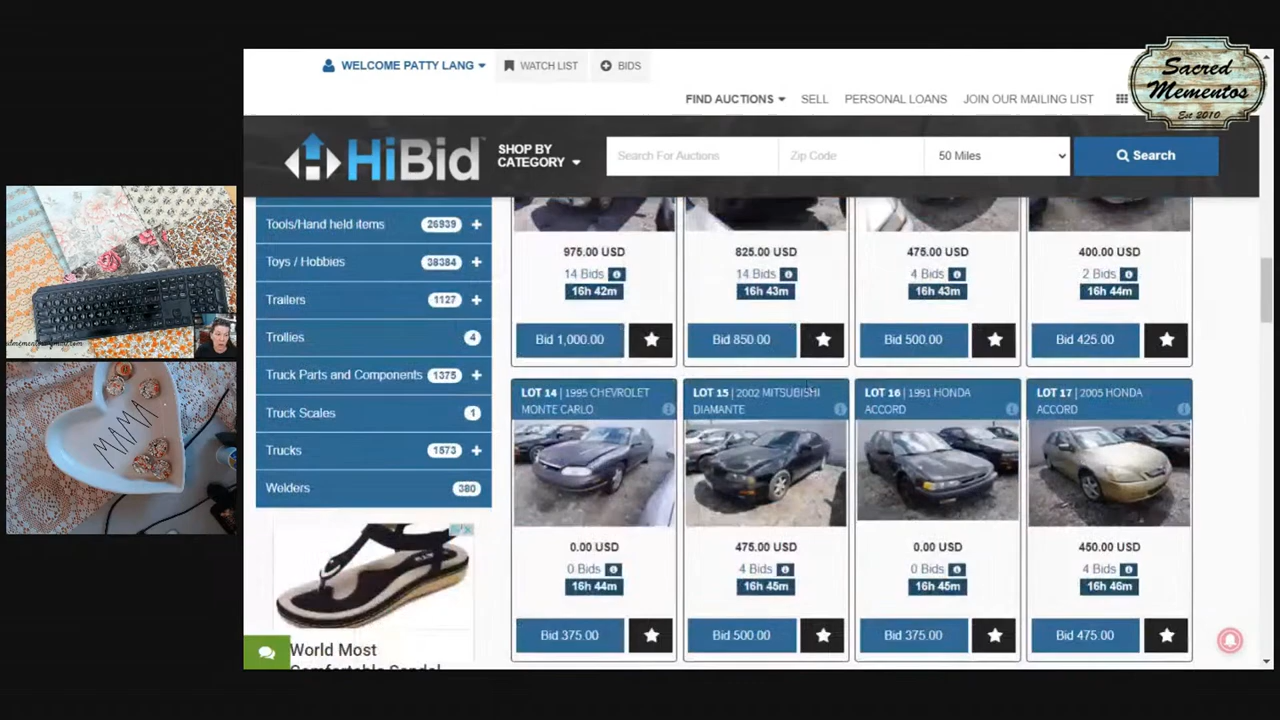 WELCOME PATTY LANG
WATCH LIST
BIDS
FIND AUCTIONS
SELL
PERSONAL LOANS
JOIN OUR MAILING LIST
Sacred
Mementos
Est 2010
HiBid
SHOP BY
CATEGORY
Search For Auctions
Zip Code
50 Miles
Search
Tools/Hand held items 26939
Toys / Hobbies 38384
Trailers 1127
Trollies 4
Truck Parts and Components 1375
Truck Scales 1
Trucks 1573
Welders 380
975.00 USD
14 Bids
16h 42m
Bid 1,000.00
825.00 USD
14 Bids
16h 43m
Bid 850.00
475.00 USD
4 Bids
16h 43m
Bid 500.00
400.00 USD
2 Bids
16h 44m
Bid 425.00
LOT 14 | 1995 CHEVROLET
MONTE CARLO
0.00 USD
0 Bids
16h 44m
Bid 375.00
LOT 15 | 2002 MITSUBISHI
DIAMANTE
475.00 USD
4 Bids
16h 45m
Bid 500.00
LOT 16 | 1991 HONDA
ACCORD
0.00 USD
0 Bids
16h 45m
Bid 375.00
LOT 17 | 2005 HONDA
ACCORD
450.00 USD
4 Bids
16h 46m
Bid 475.00
World Most
MAMA